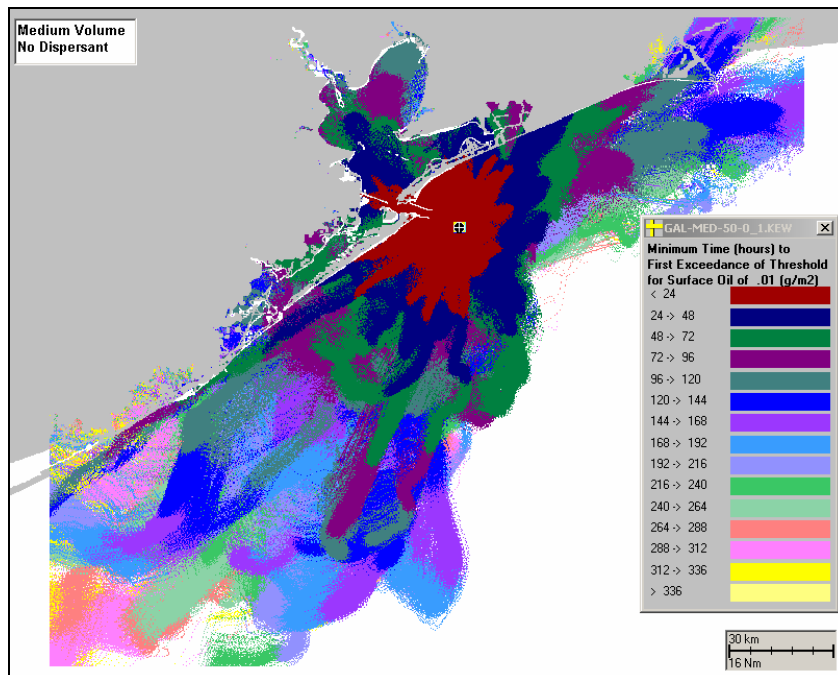 Medium Volume
No Dispersant
GAL-MED-50-0_1.KEW
Minimum Time (hours) to
First Exceedance of Threshold
for Surface Oil of .01 (g/m2)
< 24
24 -> 48
48 -> 72
72 -> 96
96 -> 120
120 -> 144
144 -> 168
168 -> 192
192 -> 216
216 -> 240
240 -> 264
264 -> 288
288 -> 312
312 -> 336
> 336
30 km
16 Nm